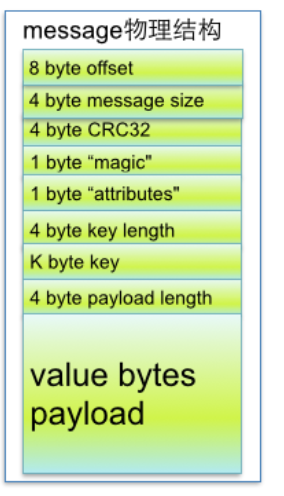 message物理结构
8 byte offset
4 byte message size
4 byte CRC32
1 byte “magic"
1 byte “attributes"
4 byte key length
K byte key
4 byte payload length
value bytes
payload